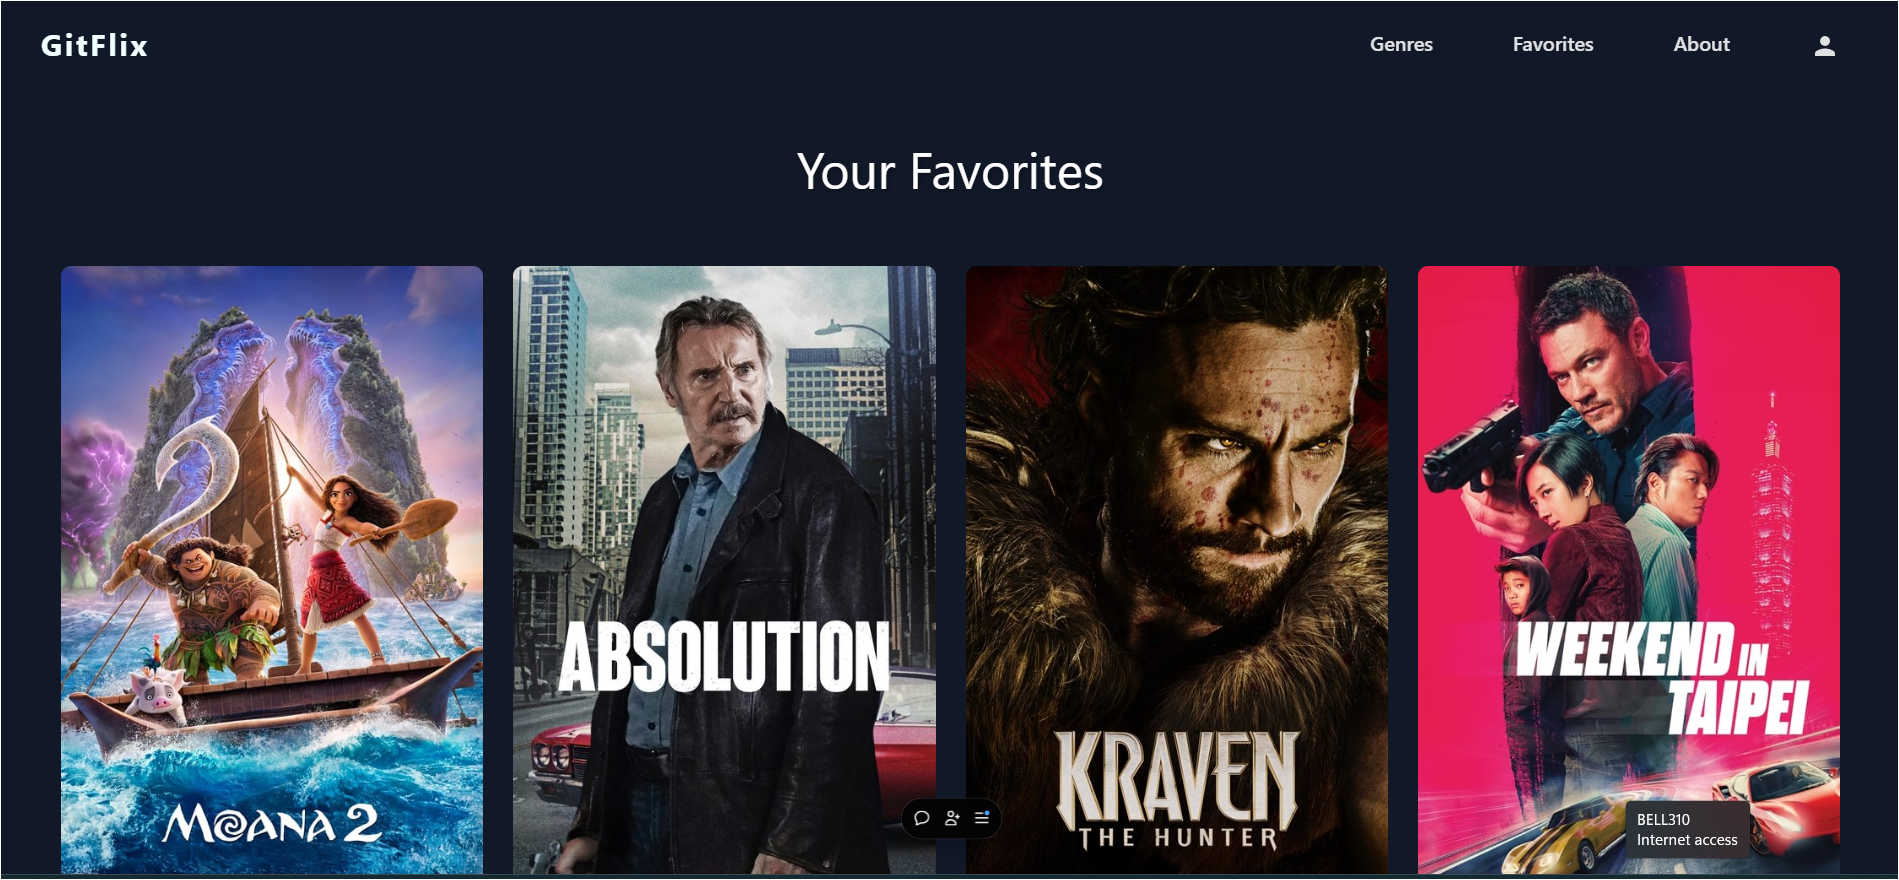 GitFlix
Genres
Favorites
About
Your Favorites
MOANA 2
ABSOLUTION
KRAVEN
THE HUNTER
WEEKEND IN
TAIPEI
BELL310
Internet access